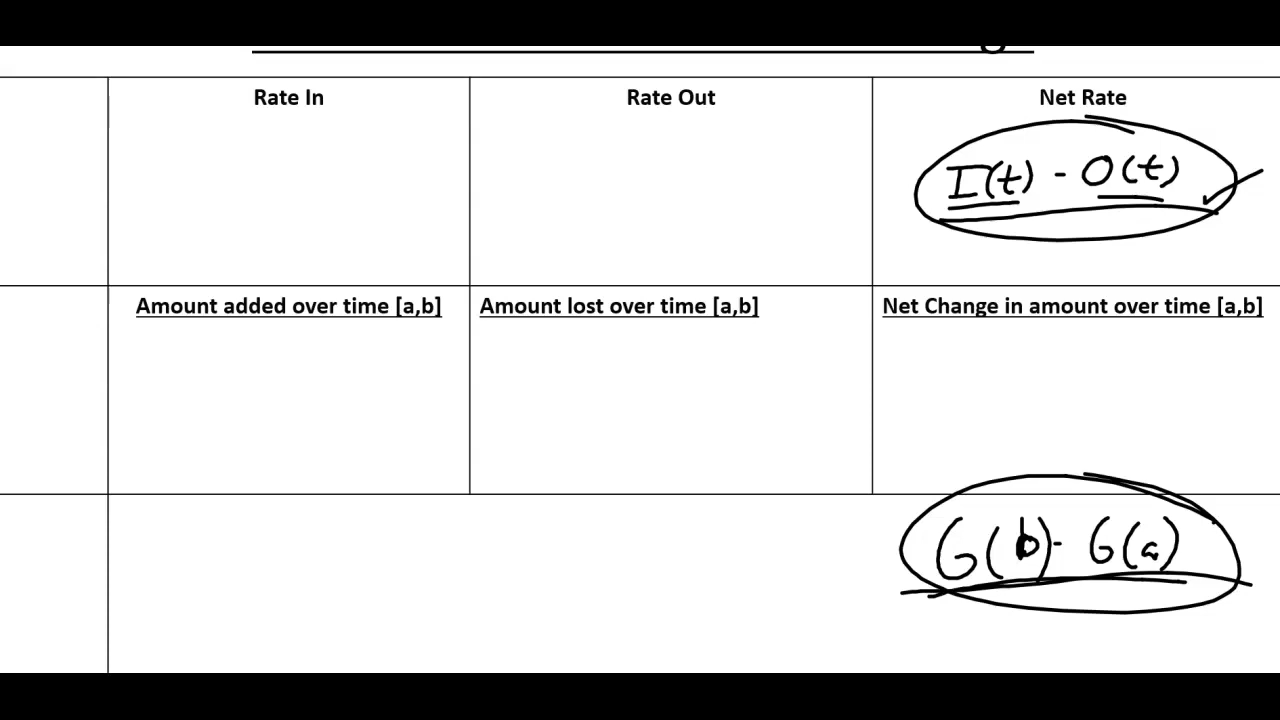 Rate In
Rate Out
Net Rate
I(t) - O(t)
Amount added over time [a,b]
Amount lost over time [a,b]
Net Change in amount over time [a,b]
G(b) - G(a)